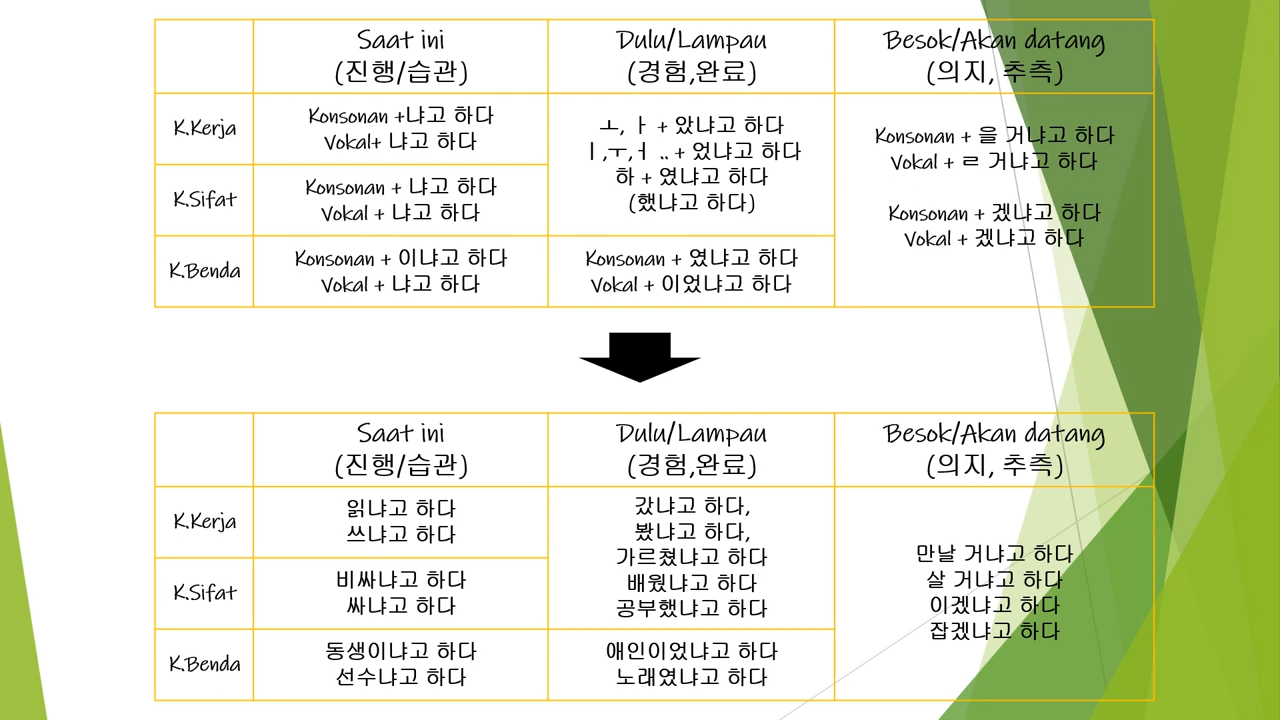 Saat ini
(진행/습관)
Dulu/Lampau
(경험,완료)
Besok/Akan datang
(의지, 추측)
K.Kerja
Konsonan +냐고 하다
Vokal+ 냐고 하다
ㅗ, ㅏ + 았냐고 하다
ㅣ,ㅜ,ㅓ .. + 었냐고 하다
하 + 였냐고 하다
(했냐고 하다)
Konsonan + 을 거냐고 하다
Vokal + ㄹ 거냐고 하다
Konsonan + 겠냐고 하다
Vokal + 겠냐고 하다
K.Sifat
Konsonan + 냐고 하다
Vokal + 냐고 하다
K.Benda
Konsonan + 이냐고 하다
Vokal + 냐고 하다
Konsonan + 였냐고 하다
Vokal + 이었냐고 하다
Saat ini
(진행/습관)
Dulu/Lampau
(경험,완료)
Besok/Akan datang
(의지, 추측)
K.Kerja
읽냐고 하다
쓰냐고 하다
갔냐고 하다,
봤냐고 하다,
가르쳤냐고 하다
배웠냐고 하다
공부했냐고 하다
만날 거냐고 하다
살 거냐고 하다
이겠냐고 하다
잡겠냐고 하다
K.Sifat
비싸냐고 하다
싸냐고 하다
K.Benda
동생이냐고 하다
선수냐고 하다
애인이었냐고 하다
노래였냐고 하다